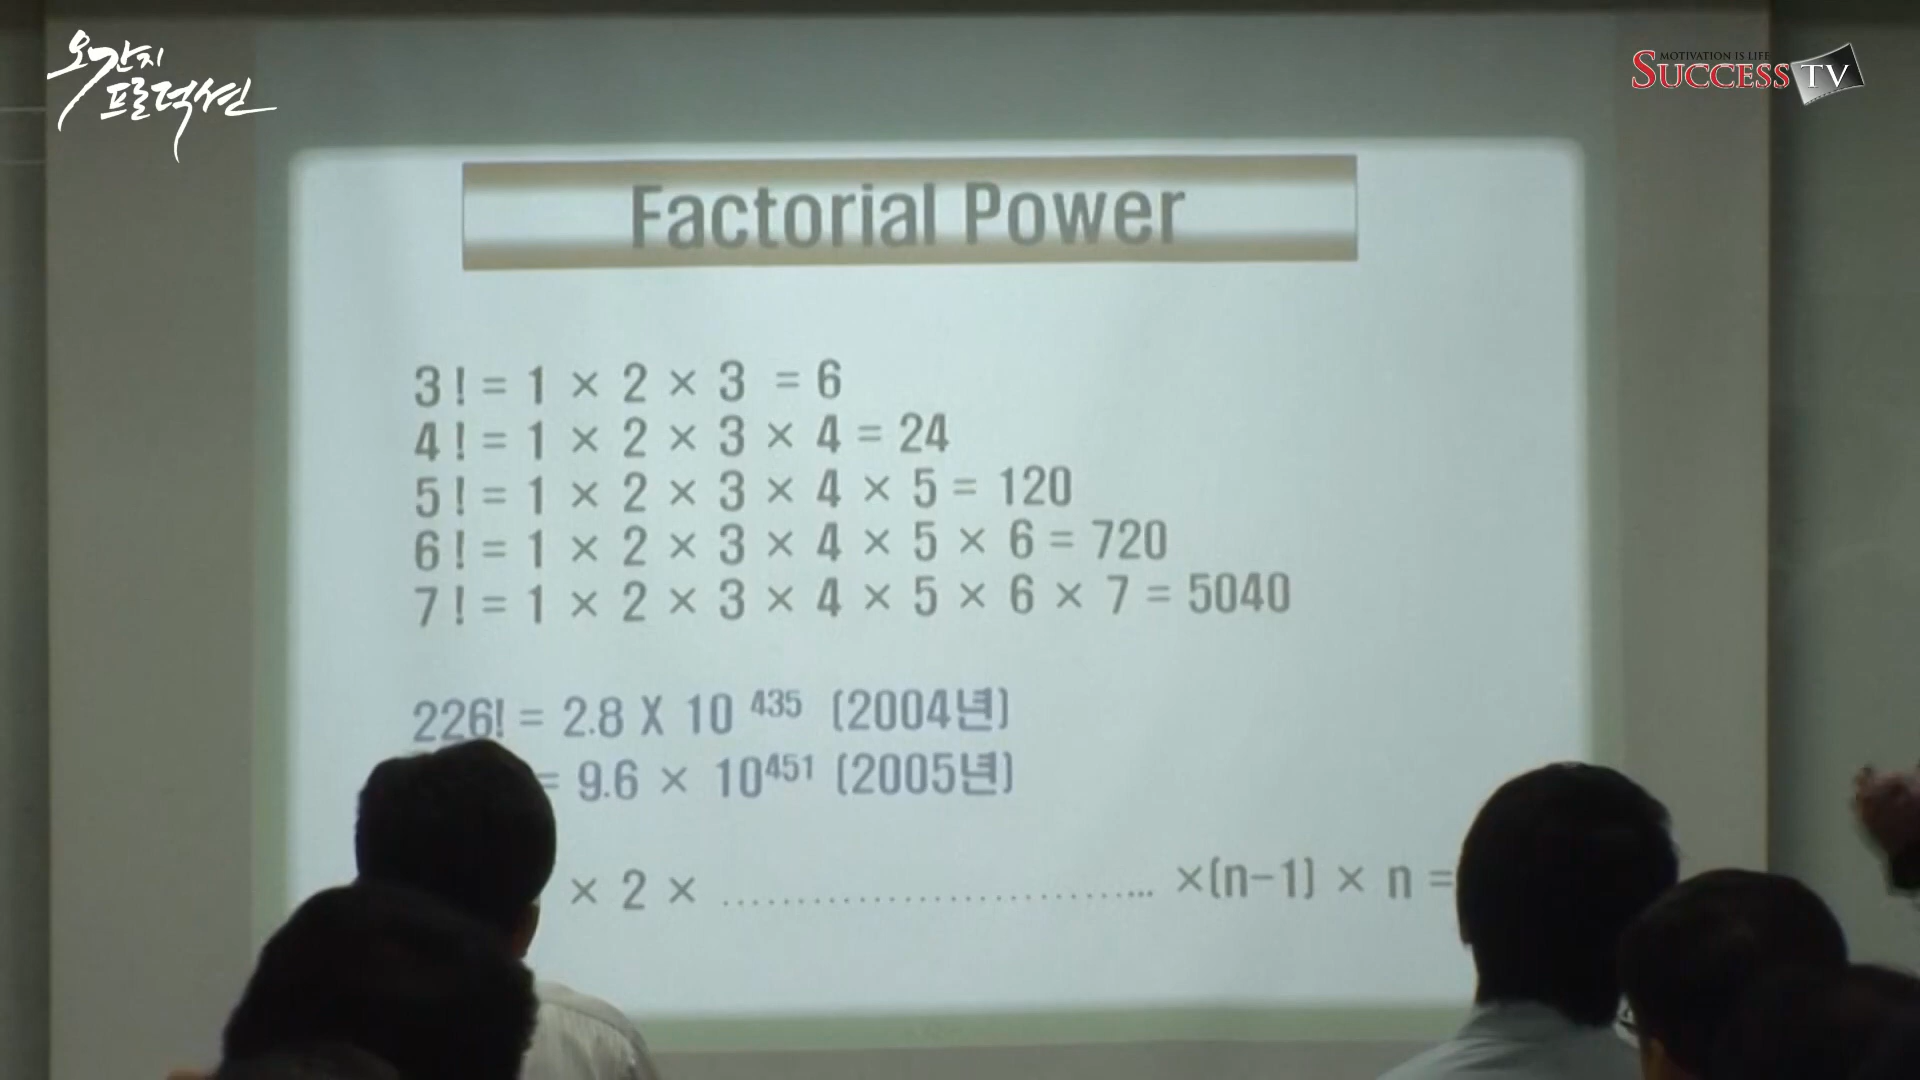 오간지
프로덕션
MOTIVATION IS LIFE
SUCCESS TV
Factorial Power
3! = 1 × 2 × 3 = 6
4! = 1 × 2 × 3 × 4 = 24
5! = 1 × 2 × 3 × 4 × 5 = 120
6! = 1 × 2 × 3 × 4 × 5 × 6 = 720
7! = 1 × 2 × 3 × 4 × 5 × 6 × 7 = 5040
226! = 2.8 X 10 ⁴³⁵ (2004년)
= 9.6 × 10⁴⁵¹ (2005년)
× 2 × ................................. ×(n-1) × n =